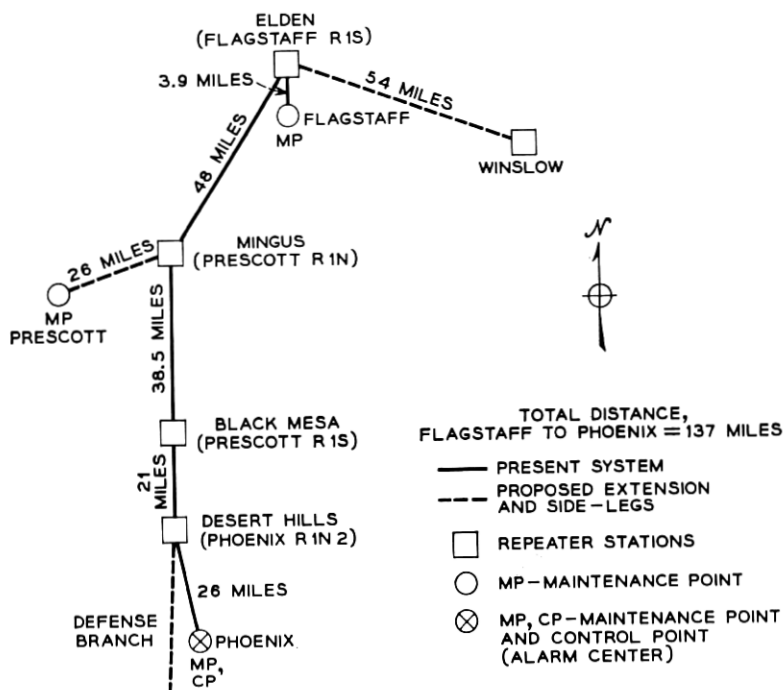 ELDEN
(FLAGSTAFF R1S)
3.9 MILES
54 MILES
FLAGSTAFF
MP
WINSLOW
48 MILES
N
MINGUS
(PRESCOTT R1N)
26 MILES
MP
PRESCOTT
38.5 MILES
BLACK MESA
(PRESCOTT R1S)
21
MILES
DESERT HILLS
(PHOENIX R1N2)
26 MILES
DEFENSE
BRANCH
PHOENIX
MP,
CP
TOTAL DISTANCE,
FLAGSTAFF TO PHOENIX = 137 MILES
PRESENT SYSTEM
PROPOSED EXTENSION
AND SIDE-LEGS
REPEATER STATIONS
MP-MAINTENANCE POINT
MP, CP-MAINTENANCE POINT
AND CONTROL POINT
(ALARM CENTER)